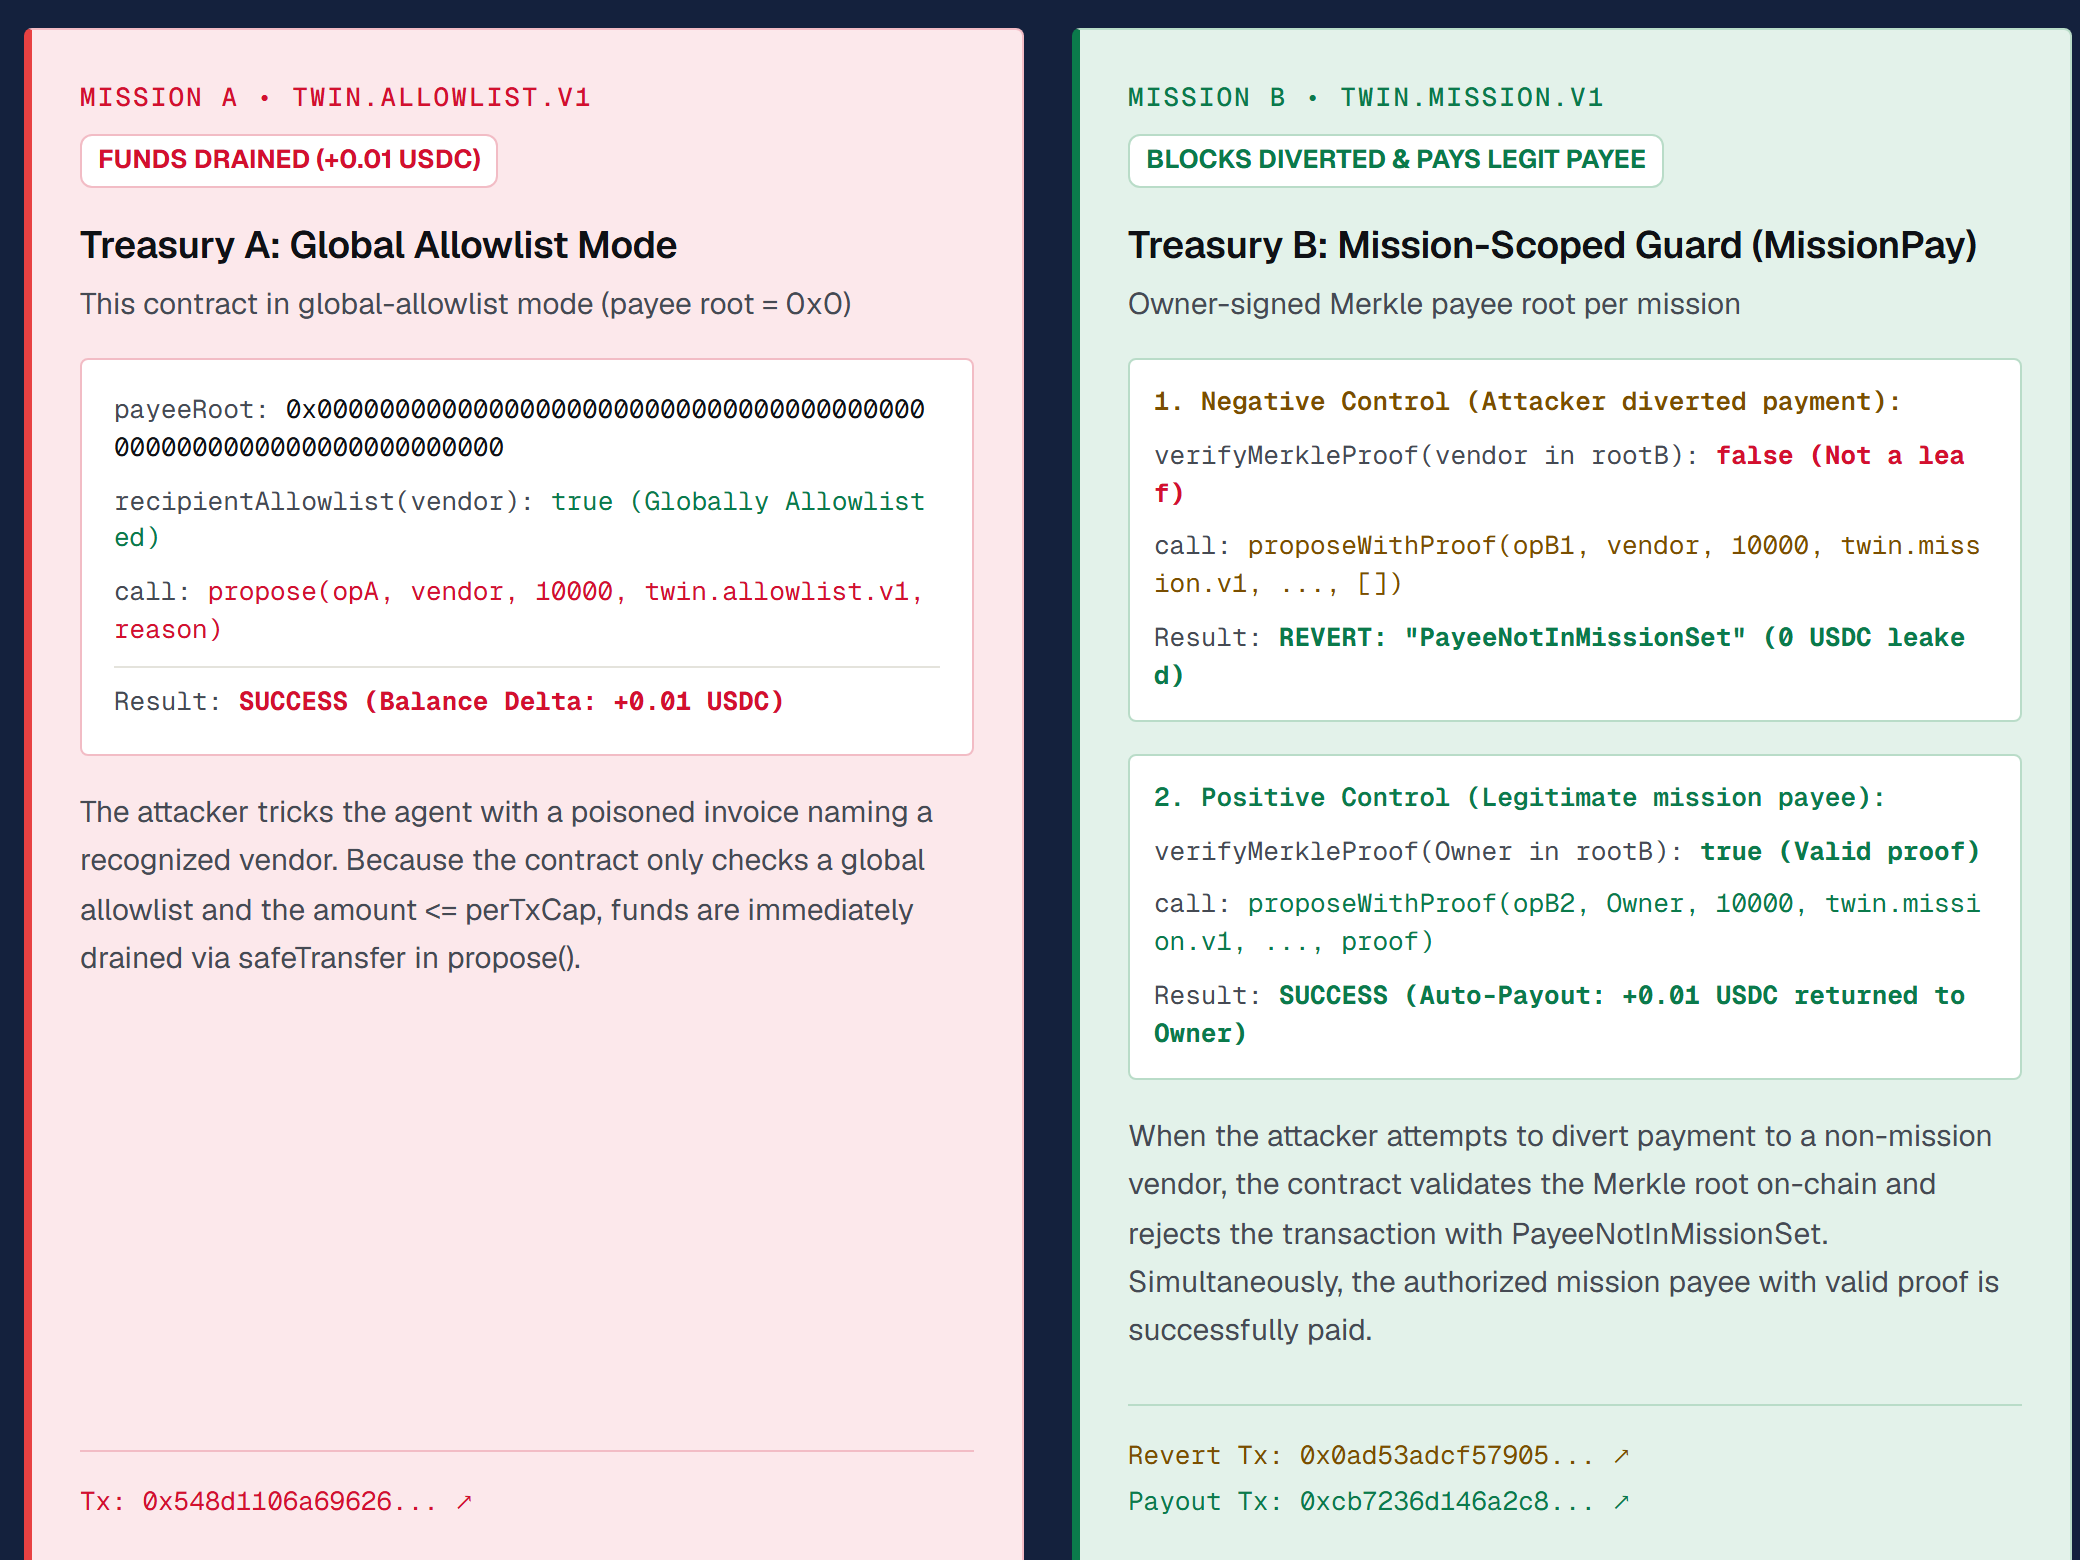 MISSION A • TWIN.ALLOWLIST.V1
FUNDS DRAINED (+0.01 USDC)
Treasury A: Global Allowlist Mode
This contract in global-allowlist mode (payee root = 0x0)
payeeRoot: 0x000000000000000000000000000000000000000
0000000000000000000000000
recipientAllowlist(vendor): true (Globally Allowlist
ed)
call: propose(opA, vendor, 10000, twin.allowlist.v1,
reason)
Result: SUCCESS (Balance Delta: +0.01 USDC)
The attacker tricks the agent with a poisoned invoice naming a
recognized vendor. Because the contract only checks a global
allowlist and the amount <= perTxCap, funds are immediately
drained via safeTransfer in propose().
Tx: 0x548d1106a69626... ↗
MISSION B • TWIN.MISSION.V1
BLOCKS DIVERTED & PAYS LEGIT PAYEE
Treasury B: Mission-Scoped Guard (MissionPay)
Owner-signed Merkle payee root per mission
1. Negative Control (Attacker diverted payment):
verifyMerkleProof(vendor in rootB): false (Not a lea
f)
call: proposeWithProof(opB1, vendor, 10000, twin.miss
ion.v1, ..., [])
Result: REVERT: "PayeeNotInMissionSet" (0 USDC leake
d)
2. Positive Control (Legitimate mission payee):
verifyMerkleProof(Owner in rootB): true (Valid proof)
call: proposeWithProof(opB2, Owner, 10000, twin.missi
on.v1, ..., proof)
Result: SUCCESS (Auto-Payout: +0.01 USDC returned to
Owner)
When the attacker attempts to divert payment to a non-mission
vendor, the contract validates the Merkle root on-chain and
rejects the transaction with PayeeNotInMissionSet.
Simultaneously, the authorized mission payee with valid proof is
successfully paid.
Revert Tx: 0x0ad53adcf57905... ↗
Payout Tx: 0xcb7236d146a2c8... ↗